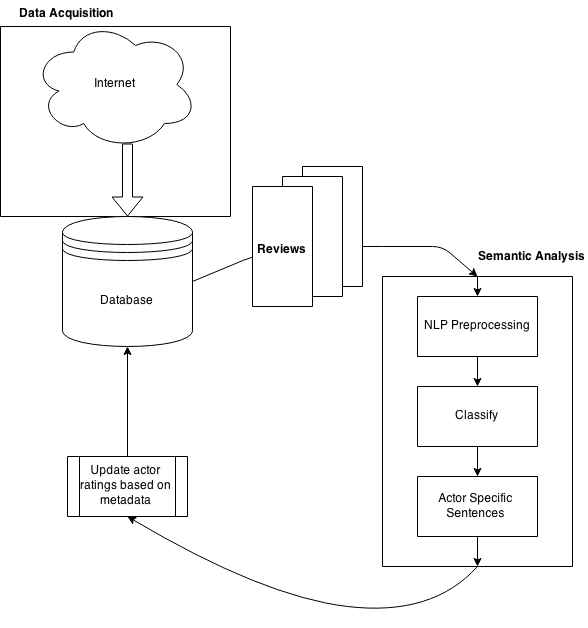 Data Acquisition
Internet
Reviews
Semantic Analysis
Database
NLP Preprocessing
Classify
Update actor
ratings based on
metadata
Actor Specific
Sentences